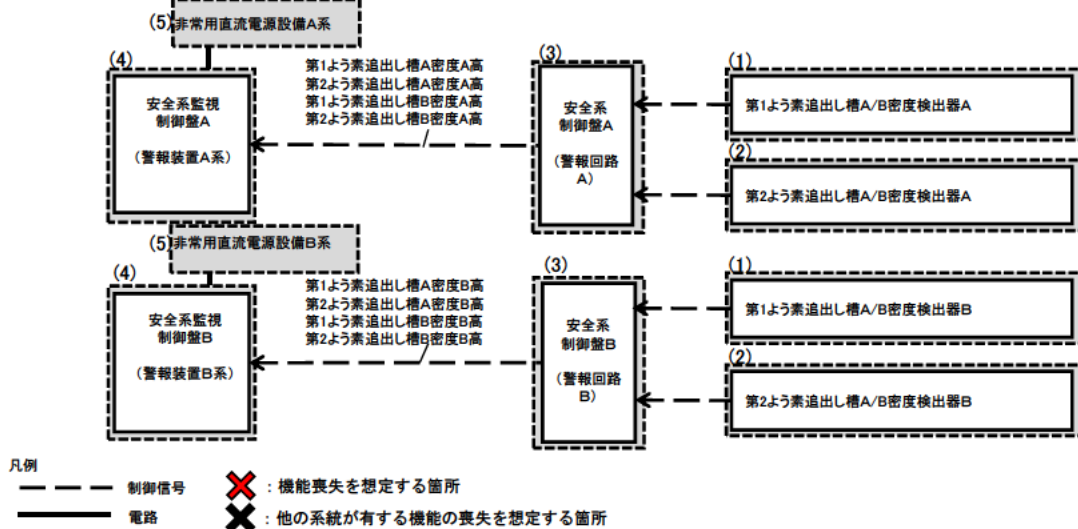 (5) 非常用直流電源設備A系
(4)
安全系監視
制御盤A
(警報装置A系)
第1よう素追出し槽A密度A高
第2よう素追出し槽A密度A高
第1よう素追出し槽B密度A高
第2よう素追出し槽B密度A高
(3)
安全系
制御盤A
(警報回路
A)
(1)
第1よう素追出し槽A/B密度検出器A
(2)
第2よう素追出し槽A/B密度検出器A
(5) 非常用直流電源設備B系
(4)
安全系監視
制御盤B
(警報装置B系)
第1よう素追出し槽A密度B高
第2よう素追出し槽A密度B高
第1よう素追出し槽B密度B高
第2よう素追出し槽B密度B高
(3)
安全系
制御盤B
(警報回路
B)
(1)
第1よう素追出し槽A/B密度検出器B
(2)
第2よう素追出し槽A/B密度検出器B
凡例
制御信号
：機能喪失を想定する箇所
電路
：他の系統が有する機能の喪失を想定する箇所